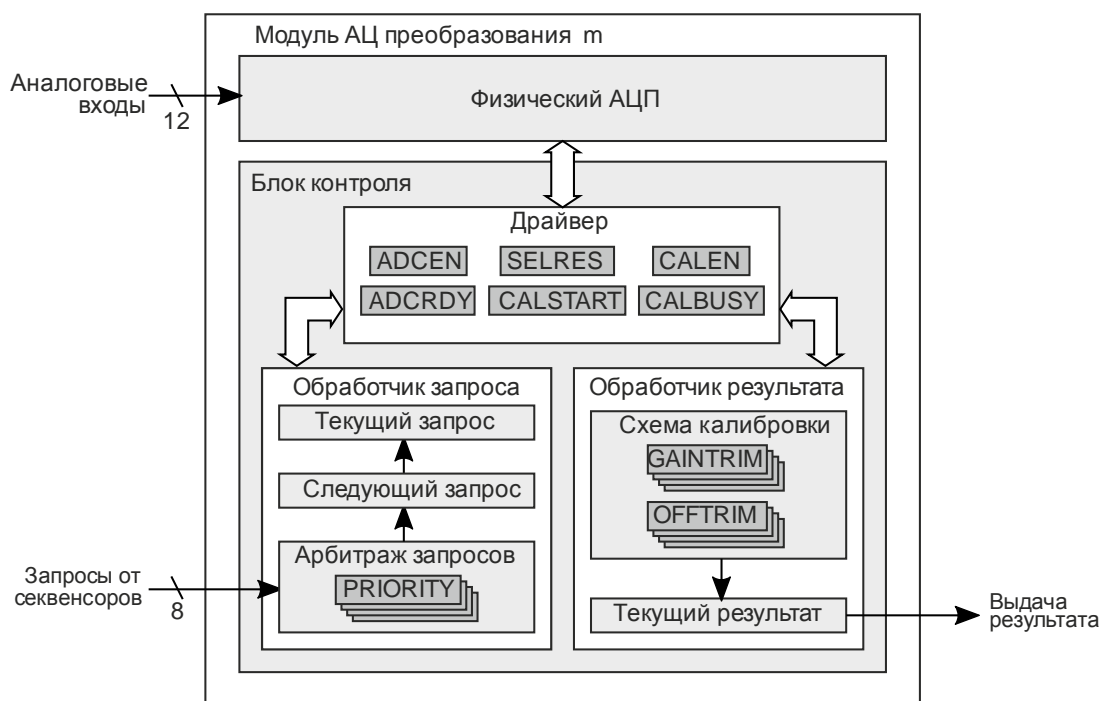 Модуль АЦ преобразования m
Аналоговые
входы
12
Физический АЦП
Блок контроля
Драйвер
ADCEN
SELRES
CALEN
ADCRDY
CALSTART
CALBUSY
Обработчик запроса
Текущий запрос
Следующий запрос
Арбитраж запросов
PRIORITY
Запросы от
секвенсоров
8
Обработчик результата
Схема калибровки
GAINTRIM
OFFTRIM
Текущий результат
Выдача
результата